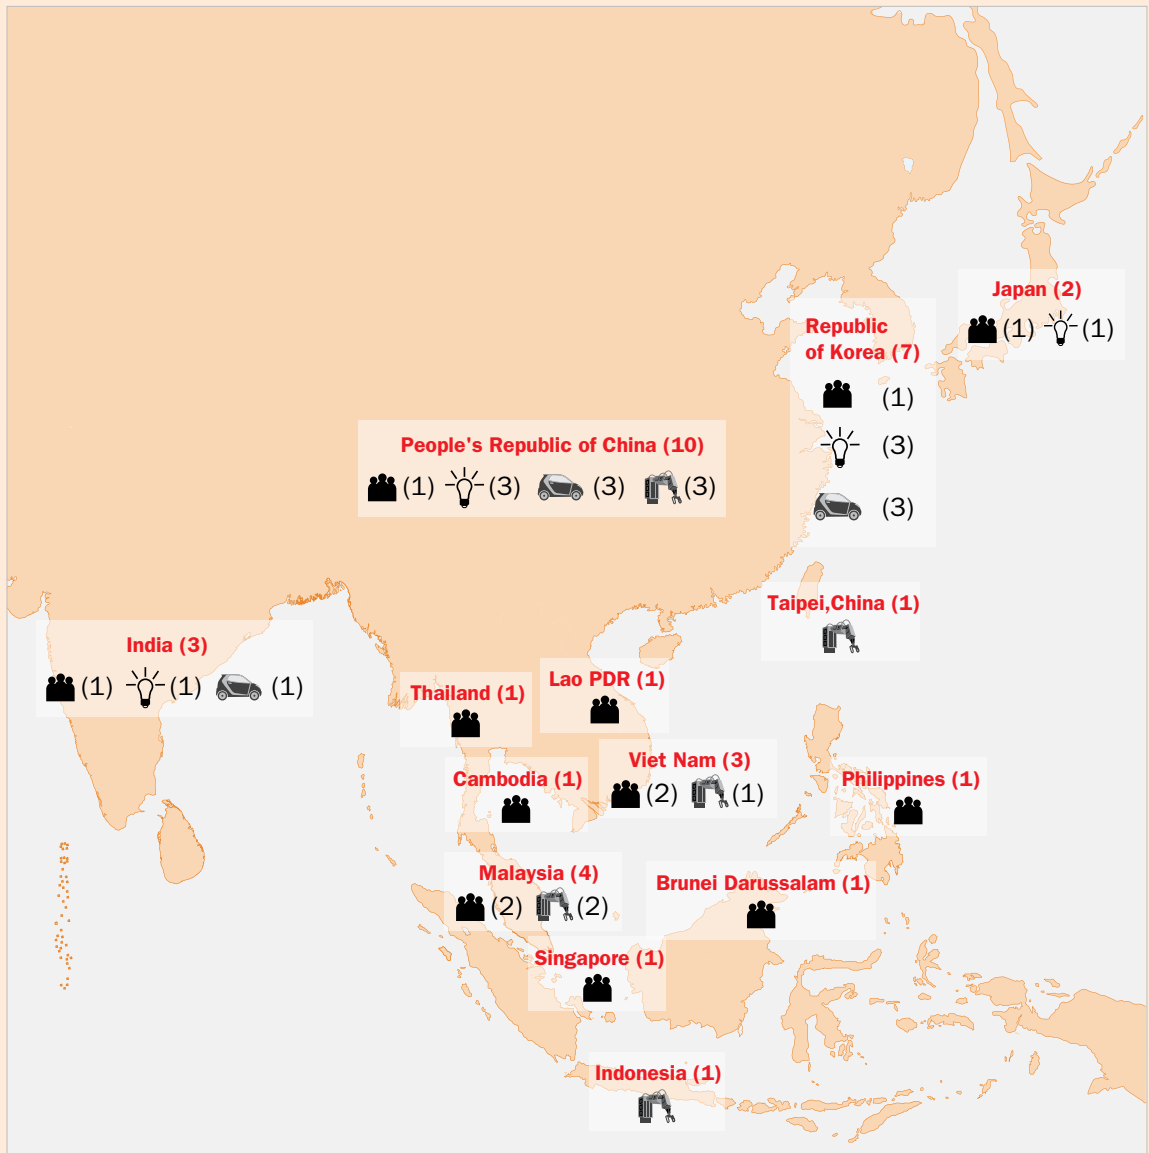 Japan (2)
(1) (1)
Republic
of Korea (7)
(1)
(3)
(3)
People's Republic of China (10)
(1) (3) (3) (3)
Taipei,China (1)
India (3)
(1) (1) (1)
Thailand (1)
Lao PDR (1)
Cambodia (1)
Viet Nam (3)
(2) (1)
Philippines (1)
Malaysia (4)
(2) (2)
Brunei Darussalam (1)
Singapore (1)
Indonesia (1)